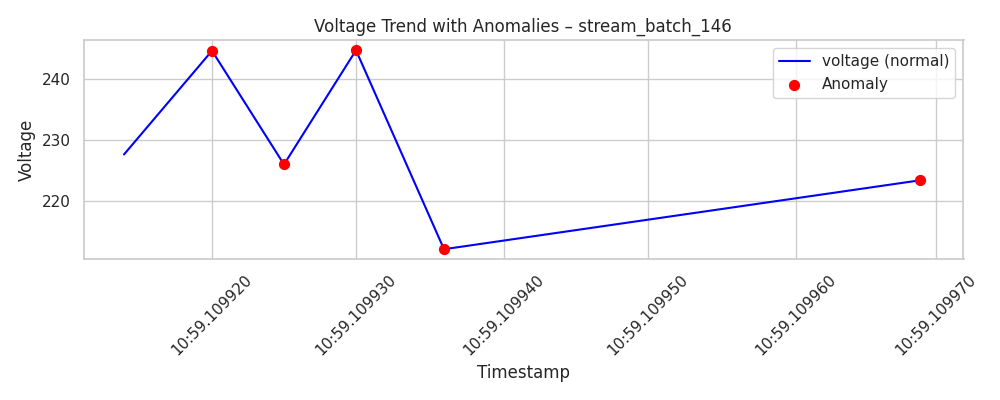 Voltage Trend with Anomalies – stream_batch_146
voltage (normal)
Anomaly
Voltage
240
230
220
10:59.109920
10:59.109930
10:59.109940
10:59.109950
10:59.109960
10:59.109970
Timestamp